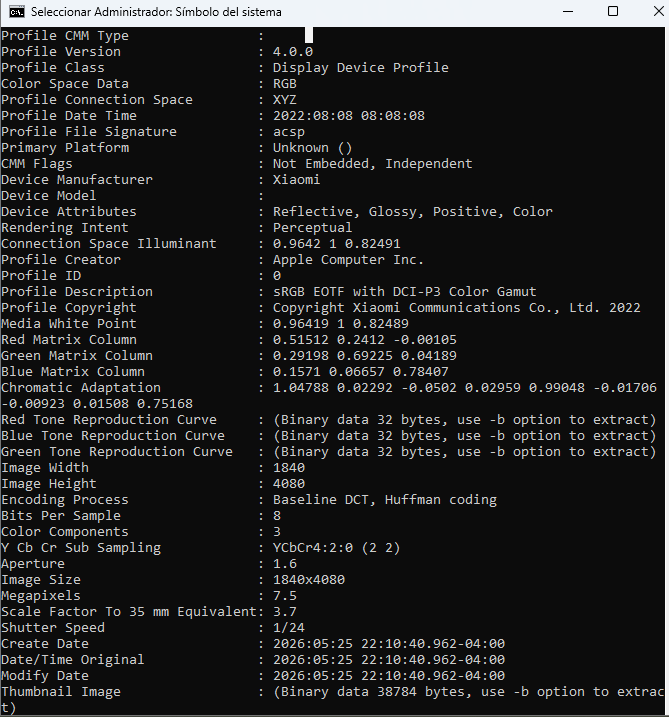 Seleccionar Administrador: Símbolo del sistema
Profile CMM Type                :
Profile Version                 : 4.0.0
Profile Class                   : Display Device Profile
Color Space Data                : RGB
Profile Connection Space        : XYZ
Profile Date Time               : 2022:08:08 08:08:08
Profile File Signature          : acsp
Primary Platform                : Unknown ()
CMM Flags                       : Not Embedded, Independent
Device Manufacturer             : Xiaomi
Device Model                    :
Device Attributes               : Reflective, Glossy, Positive, Color
Rendering Intent                : Perceptual
Connection Space Illuminant     : 0.9642 1 0.82491
Profile Creator                 : Apple Computer Inc.
Profile ID                      : 0
Profile Description             : sRGB EOTF with DCI-P3 Color Gamut
Profile Copyright               : Copyright Xiaomi Communications Co., Ltd. 2022
Media White Point               : 0.96419 1 0.82489
Red Matrix Column               : 0.51512 0.2412 -0.00105
Green Matrix Column             : 0.29198 0.69225 0.04189
Blue Matrix Column              : 0.1571 0.06657 0.78407
Chromatic Adaptation            : 1.04788 0.02292 -0.0502 0.02959 0.99048 -0.01706
-0.00923 0.01508 0.75168
Red Tone Reproduction Curve     : (Binary data 32 bytes, use -b option to extract)
Blue Tone Reproduction Curve    : (Binary data 32 bytes, use -b option to extract)
Green Tone Reproduction Curve   : (Binary data 32 bytes, use -b option to extract)
Image Width                     : 1840
Image Height                    : 4080
Encoding Process                : Baseline DCT, Huffman coding
Bits Per Sample                 : 8
Color Components                : 3
Y Cb Cr Sub Sampling            : YCbCr4:2:0 (2 2)
Aperture                        : 1.6
Image Size                      : 1840x4080
Megapixels                      : 7.5
Scale Factor To 35 mm Equivalent: 3.7
Shutter Speed                   : 1/24
Create Date                     : 2026:05:25 22:10:40.962-04:00
Date/Time Original              : 2026:05:25 22:10:40.962-04:00
Modify Date                     : 2026:05:25 22:10:40.962-04:00
Thumbnail Image                 : (Binary data 38784 bytes, use -b option to extrac
t)